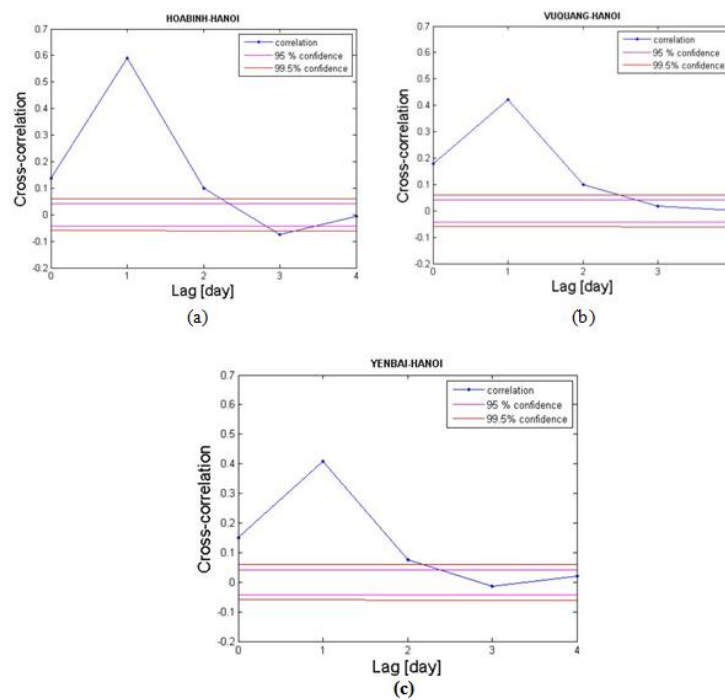 HOABINH-HANOI
correlation
95 % confidence
99.5% confidence
0.7
0.6
0.5
0.4
0.3
0.2
0.1
0
-0.1
-0.2
Cross-correlation
0 1 2 3 4
Lag [day]
(a)
VUQUANG-HANOI
correlation
95 % confidence
99.5% confidence
0.7
0.6
0.5
0.4
0.3
0.2
0.1
0
-0.1
-0.2
Cross-correlation
0 1 2 3
Lag [day]
(b)
YENBAI-HANOI
correlation
95 % confidence
99.5% confidence
0.7
0.6
0.5
0.4
0.3
0.2
0.1
0
-0.1
-0.2
Cross-correlation
0 1 2 3 4
Lag [day]
(c)